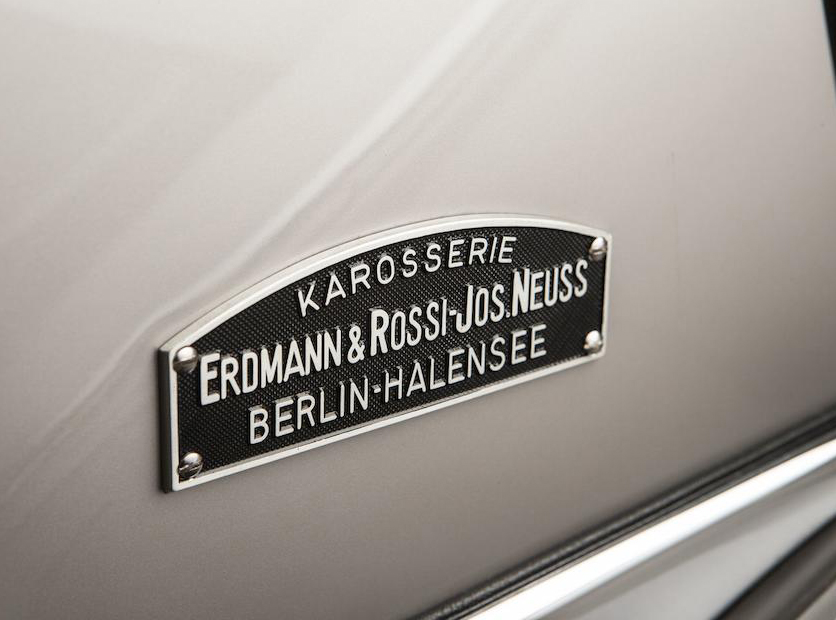 KAROSSERIE
ERDMANN & ROSSI-JOS.NEUSS
BERLIN-HALENSEE